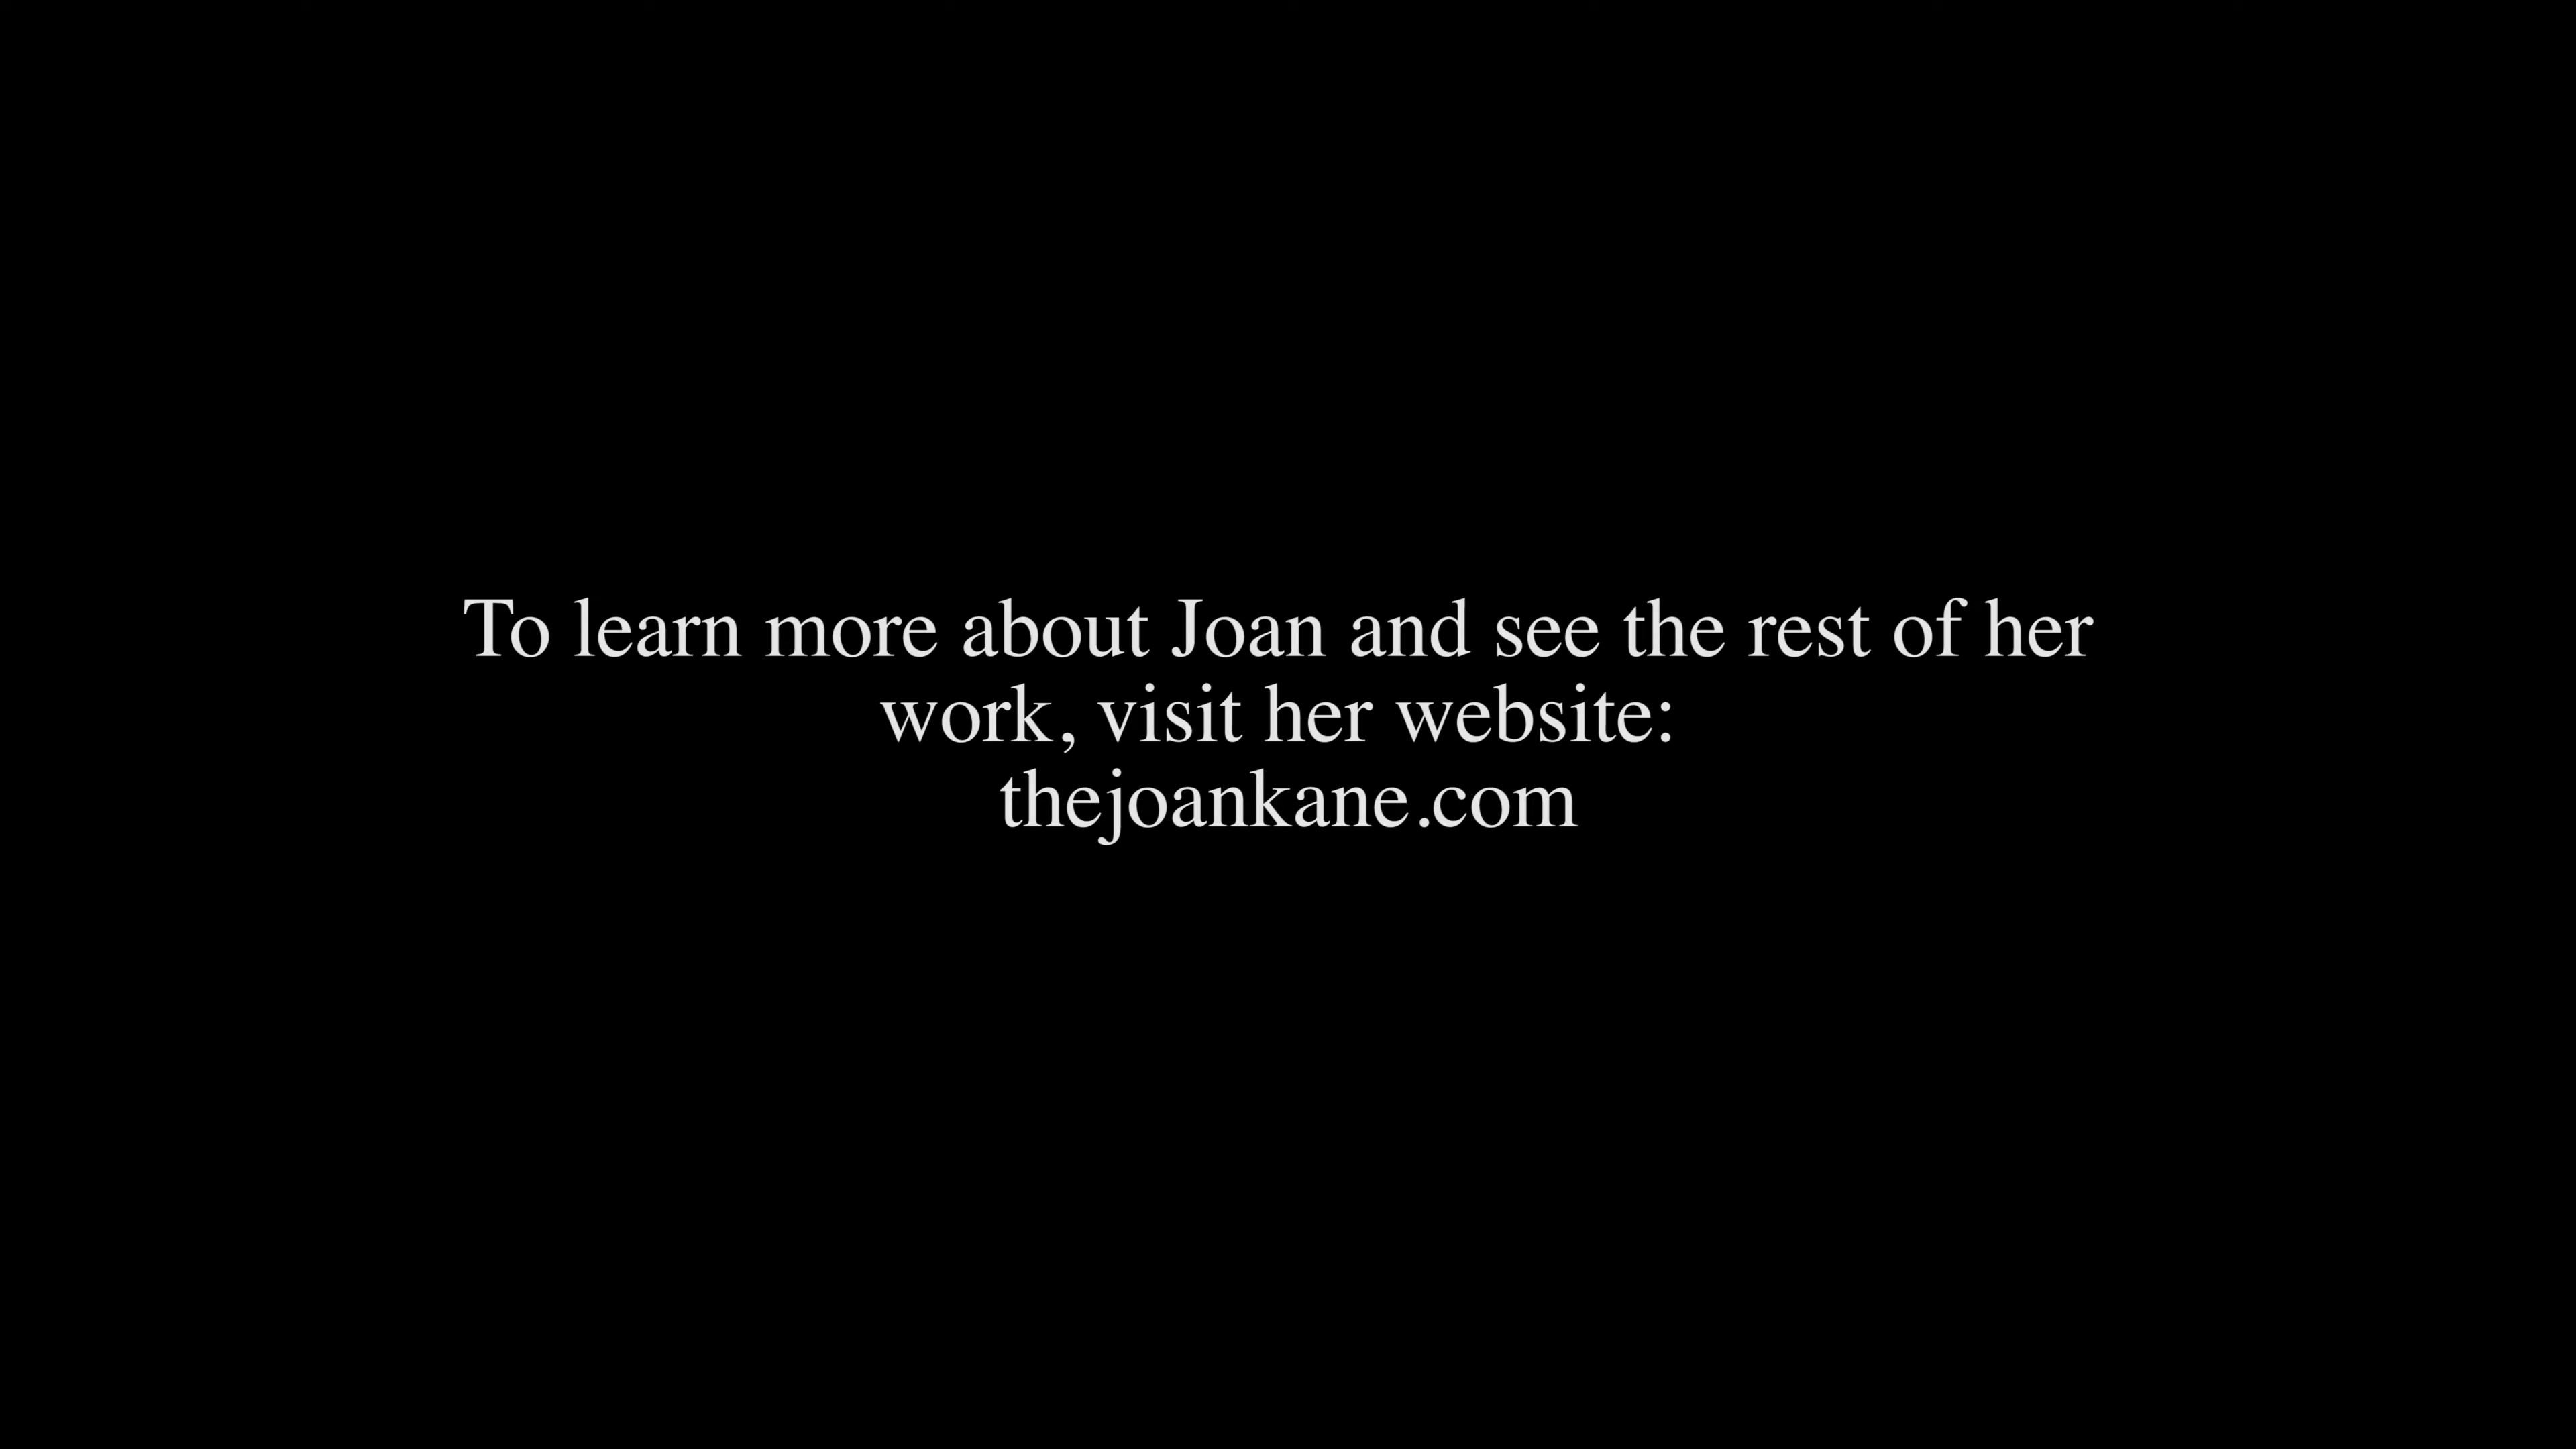 To learn more about Joan and see the rest of her
work, visit her website:
thejoankane.com